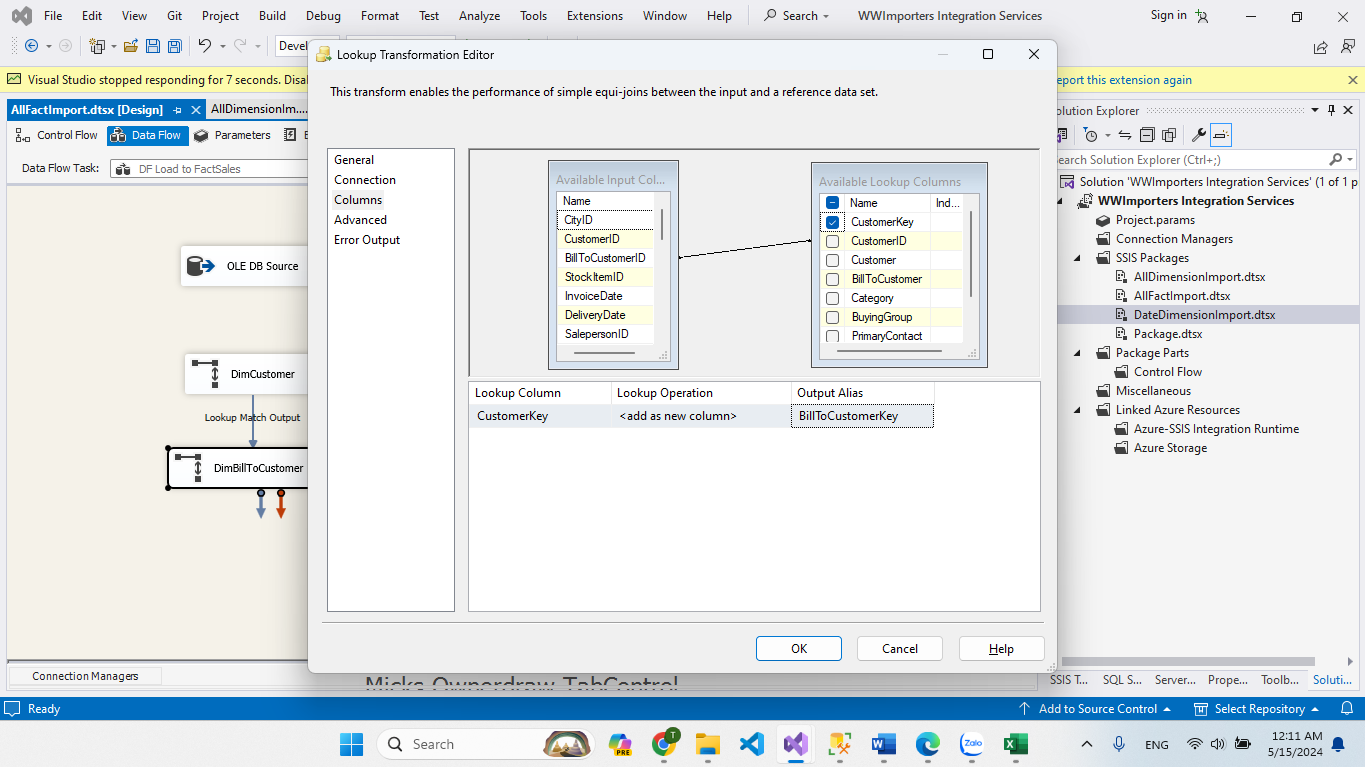 File Edit View Git Project Build Debug Format Test Analyze Tools Extensions Window Help Search WWImporters Integration Services Sign in
Devel
Lookup Transformation Editor
Visual Studio stopped responding for 7 seconds. Disa
eport this extension again
This transform enables the performance of simple equi-joins between the input and a reference data set.
AllFactImport.dtsx [Design] AllDimensionIm....
Control Flow Data Flow Parameters E
Data Flow Task: DF Load to FactSales
OLE DB Source
DimCustomer
Lookup Match Output
DimBillToCustomer
Connection Managers
General
Connection
Columns
Advanced
Error Output
Available Input Col...
Name
CityID
CustomerID
BillToCustomerID
StockItemID
InvoiceDate
DeliveryDate
SalepersonID
Available Lookup Columns
Name Ind...
CustomerKey
CustomerID
Customer
BillToCustomer
Category
BuyingGroup
PrimaryContact
Lookup Column Lookup Operation Output Alias
CustomerKey <add as new column> BillToCustomerKey
OK Cancel Help
Micks Ownerdraw TabControl
olution Explorer
earch Solution Explorer (Ctrl+;)
Solution 'WWImporters Integration Services' (1 of 1 p
WWImporters Integration Services
Project.params
Connection Managers
SSIS Packages
AllDimensionImport.dtsx
AllFactImport.dtsx
DateDimensionImport.dtsx
Package.dtsx
Package Parts
Control Flow
Miscellaneous
Linked Azure Resources
Azure-SSIS Integration Runtime
Azure Storage
SSIS T... SQL S... Server... Prope... Toolb... Soluti...
Ready Add to Source Control Select Repository
Search PRE T Zalo ENG 12:11 AM
5/15/2024